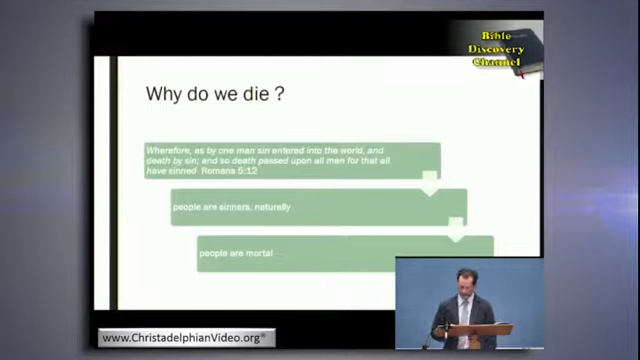 Bible
Discovery
Channel
Why do we die ?
Wherefore, as by one man sin entered into the world, and
death by sin; and so death passed upon all men for that all
have sinned Romans 5:12
people are sinners, naturally
people are mortal
www.ChristadelphianVideo.org®